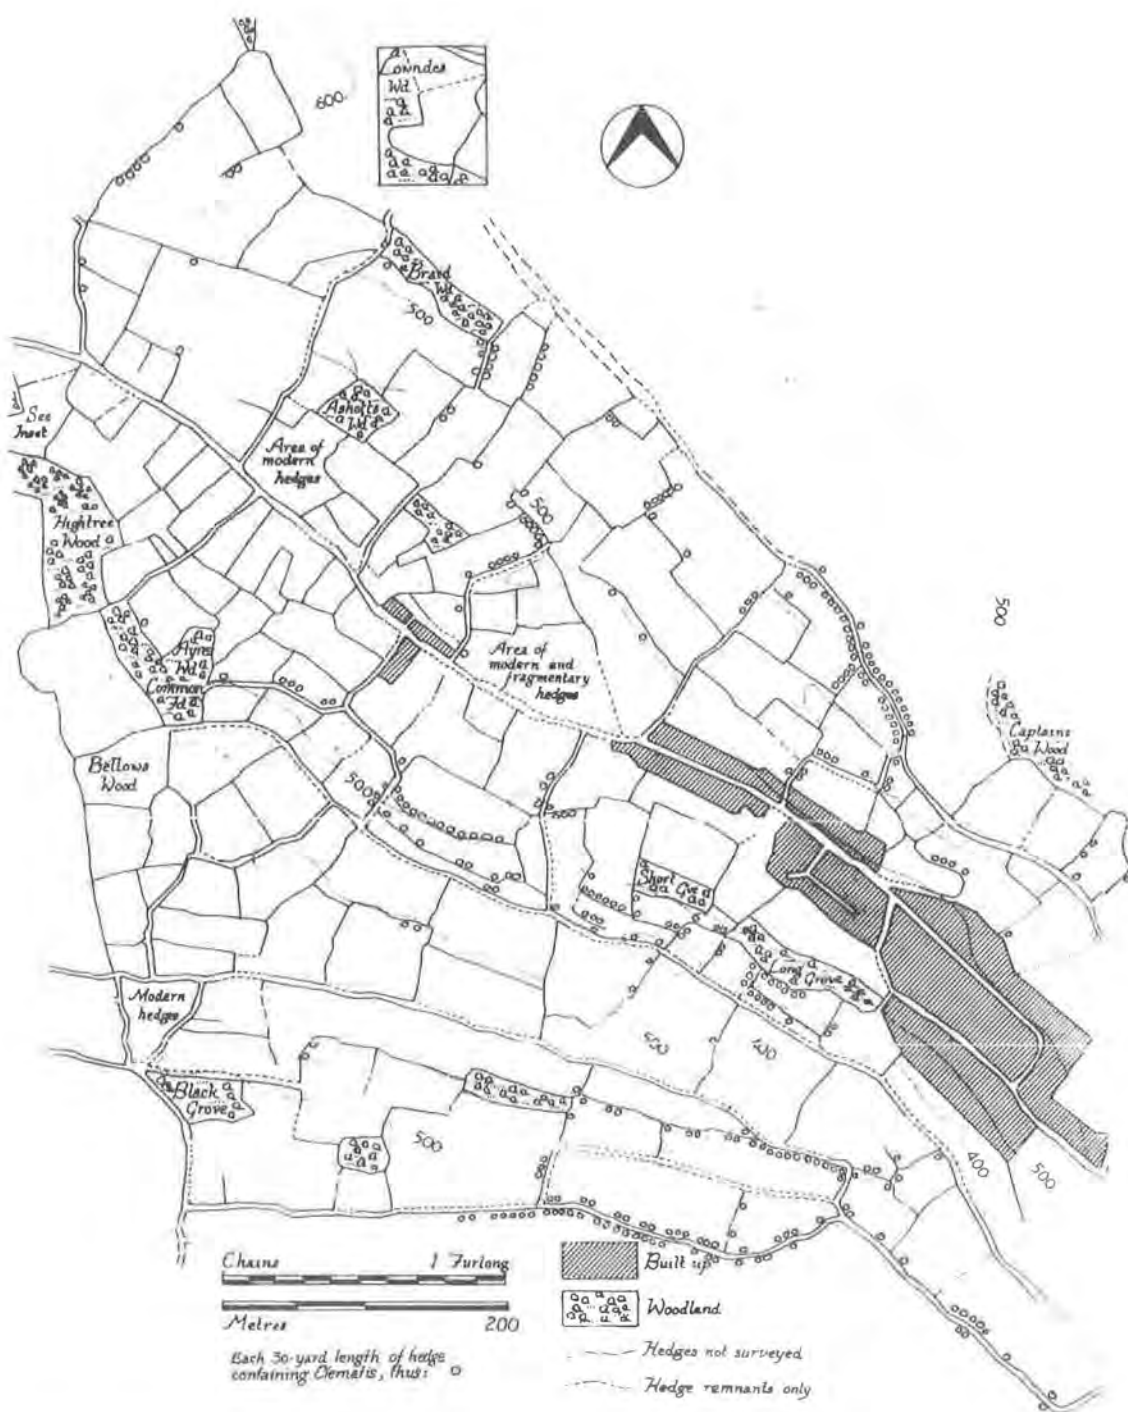 Lowndes
Wd
600
Braid
Wd
500
See
Inset
Asholts
Wd
Area of
modern
hedges
500
Hightree
Wood
500
Ayres
Wd
Common
Area of
modern and
fragmentary
hedges
Captains
Wood
Bellows
Wood
500
Short Gve
Long
Grove
Modern
hedges
500
400
Black
Grove
500
400
500
Chains
1 Furlong
Metres
200
Each 30-yard length of hedge
containing Clematis, thus:
Built up
Woodland
Hedges not surveyed
Hedge remnants only